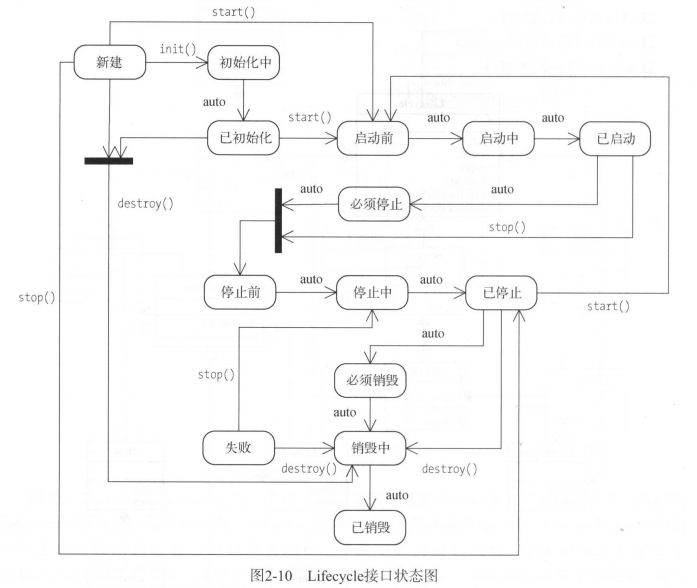 start()
新建
init()
初始化中
auto
已初始化
start()
启动前
auto
启动中
auto
已启动
destroy()
auto
必须停止
auto
stop()
停止前
auto
停止中
auto
已停止
stop()
start()
auto
stop()
必须销毁
auto
失败
销毁中
destroy()
destroy()
auto
已销毁
图2-10 Lifecycle接口状态图